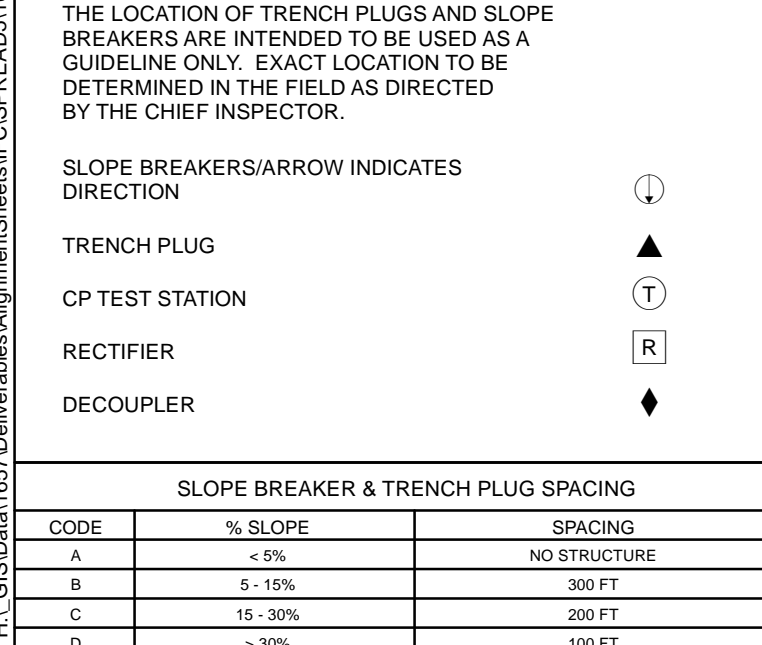 THE LOCATION OF TRENCH PLUGS AND SLOPE
BREAKERS ARE INTENDED TO BE USED AS A
GUIDELINE ONLY. EXACT LOCATION TO BE
DETERMINED IN THE FIELD AS DIRECTED
BY THE CHIEF INSPECTOR.
SLOPE BREAKERS/ARROW INDICATES
DIRECTION
TRENCH PLUG
CP TEST STATION T
RECTIFIER R
DECOUPLER
SLOPE BREAKER & TRENCH PLUG SPACING
CODE % SLOPE SPACING
A < 5% NO STRUCTURE
B 5 - 15% 300 FT
C 15 - 30% 200 FT
D > 30% 100 FT